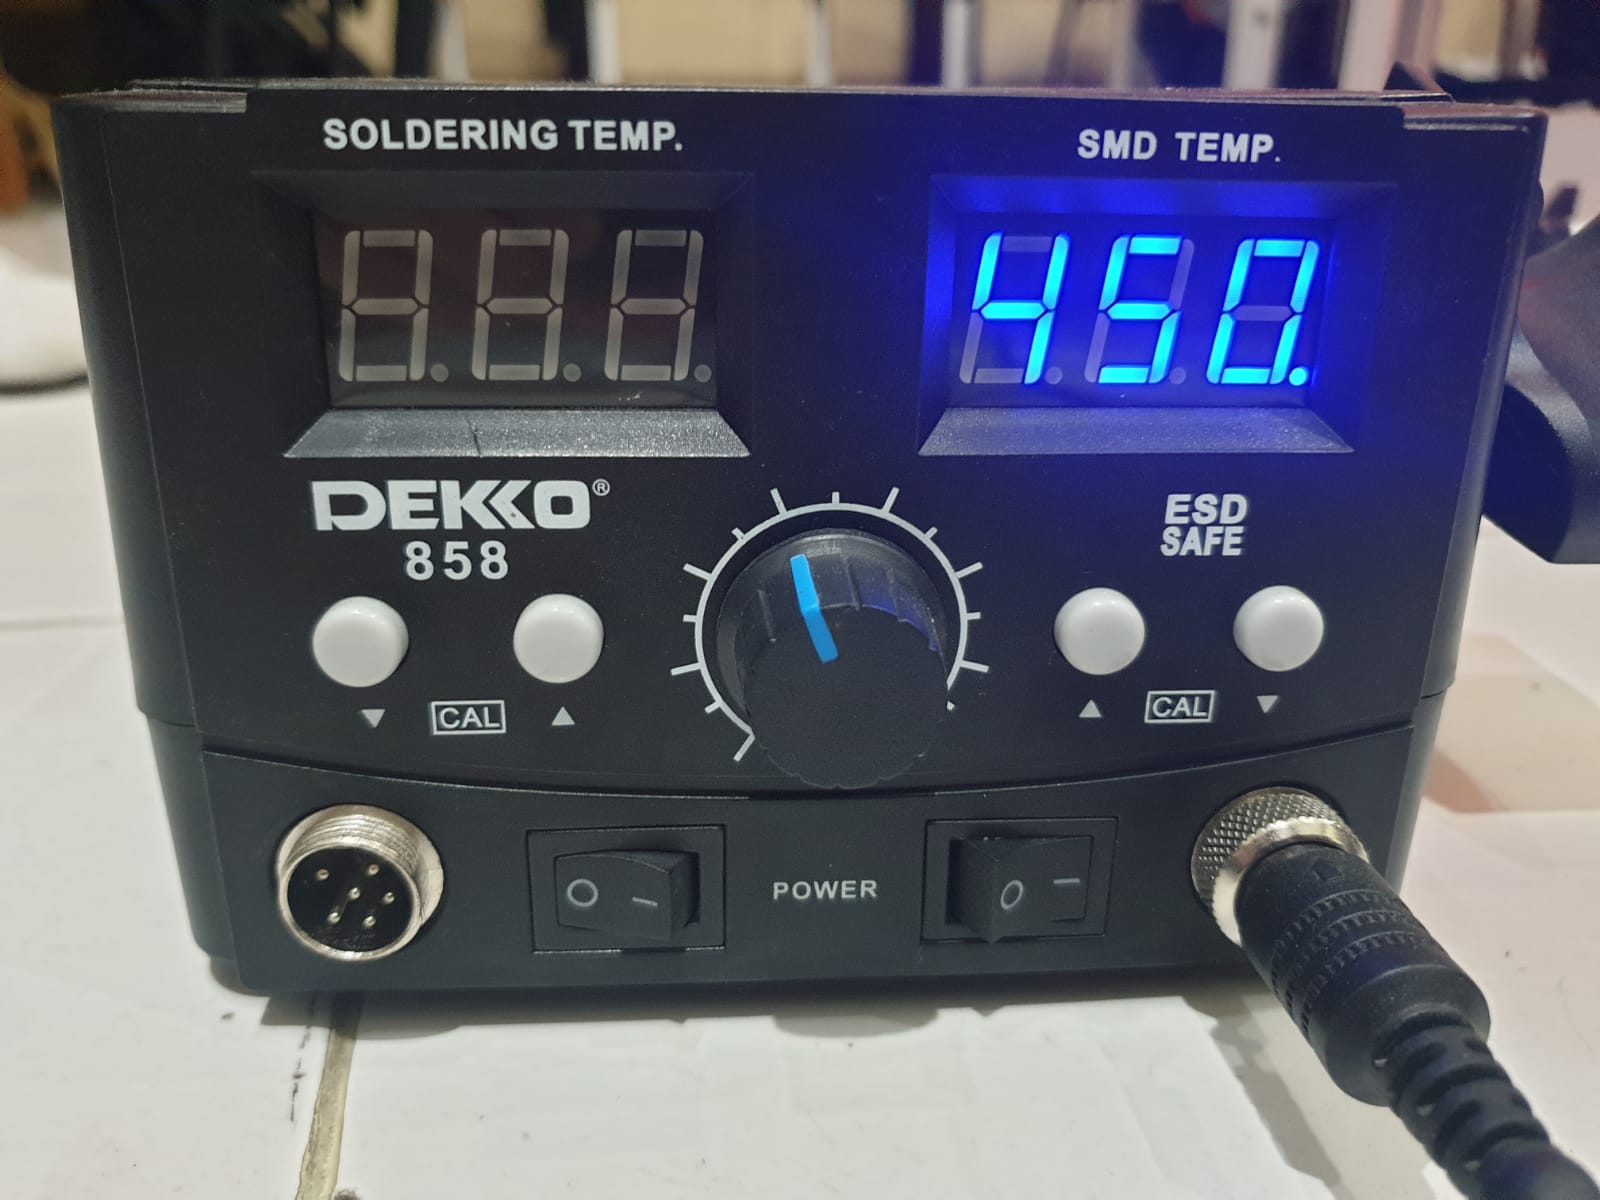 SOLDERING TEMP.
SMD TEMP.
450.
DEKKO®
858
ESD
SAFE
▼ CAL ▲
▲ CAL ▼
O I
POWER
O I